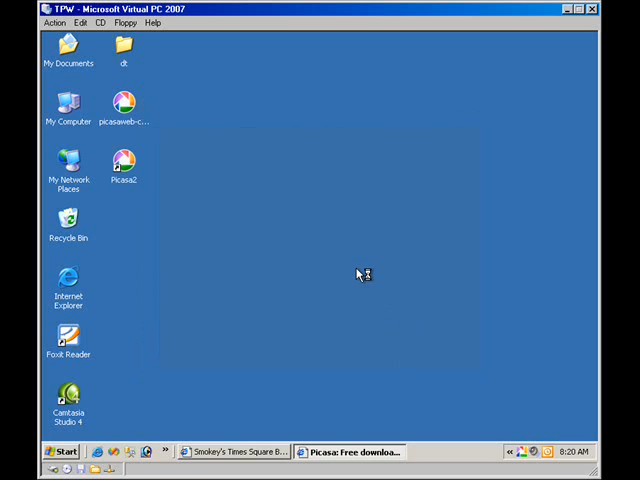 TPW - Microsoft Virtual PC 2007
Action Edit CD Floppy Help
My Documents
dt
My Computer
picasaweb-c...
My Network
Places
Picasa2
Recycle Bin
Internet
Explorer
Foxit Reader
Camtasia
Studio 4
Start
»
Smokey's Times Square B...
Picasa: Free downloa...
«
8:20 AM